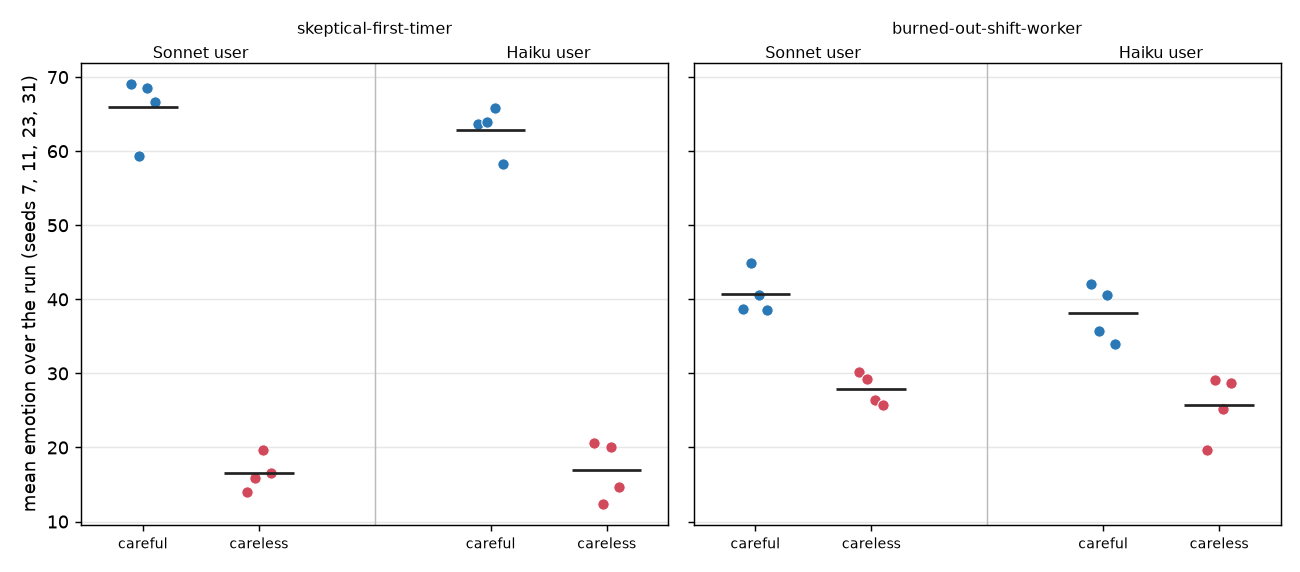 skeptical-first-timer
burned-out-shift-worker
Sonnet user
Haiku user
Sonnet user
Haiku user
mean emotion over the run (seeds 7, 11, 23, 31)
70
60
50
40
30
20
10
careful
careless
careful
careless
careful
careless
careful
careless